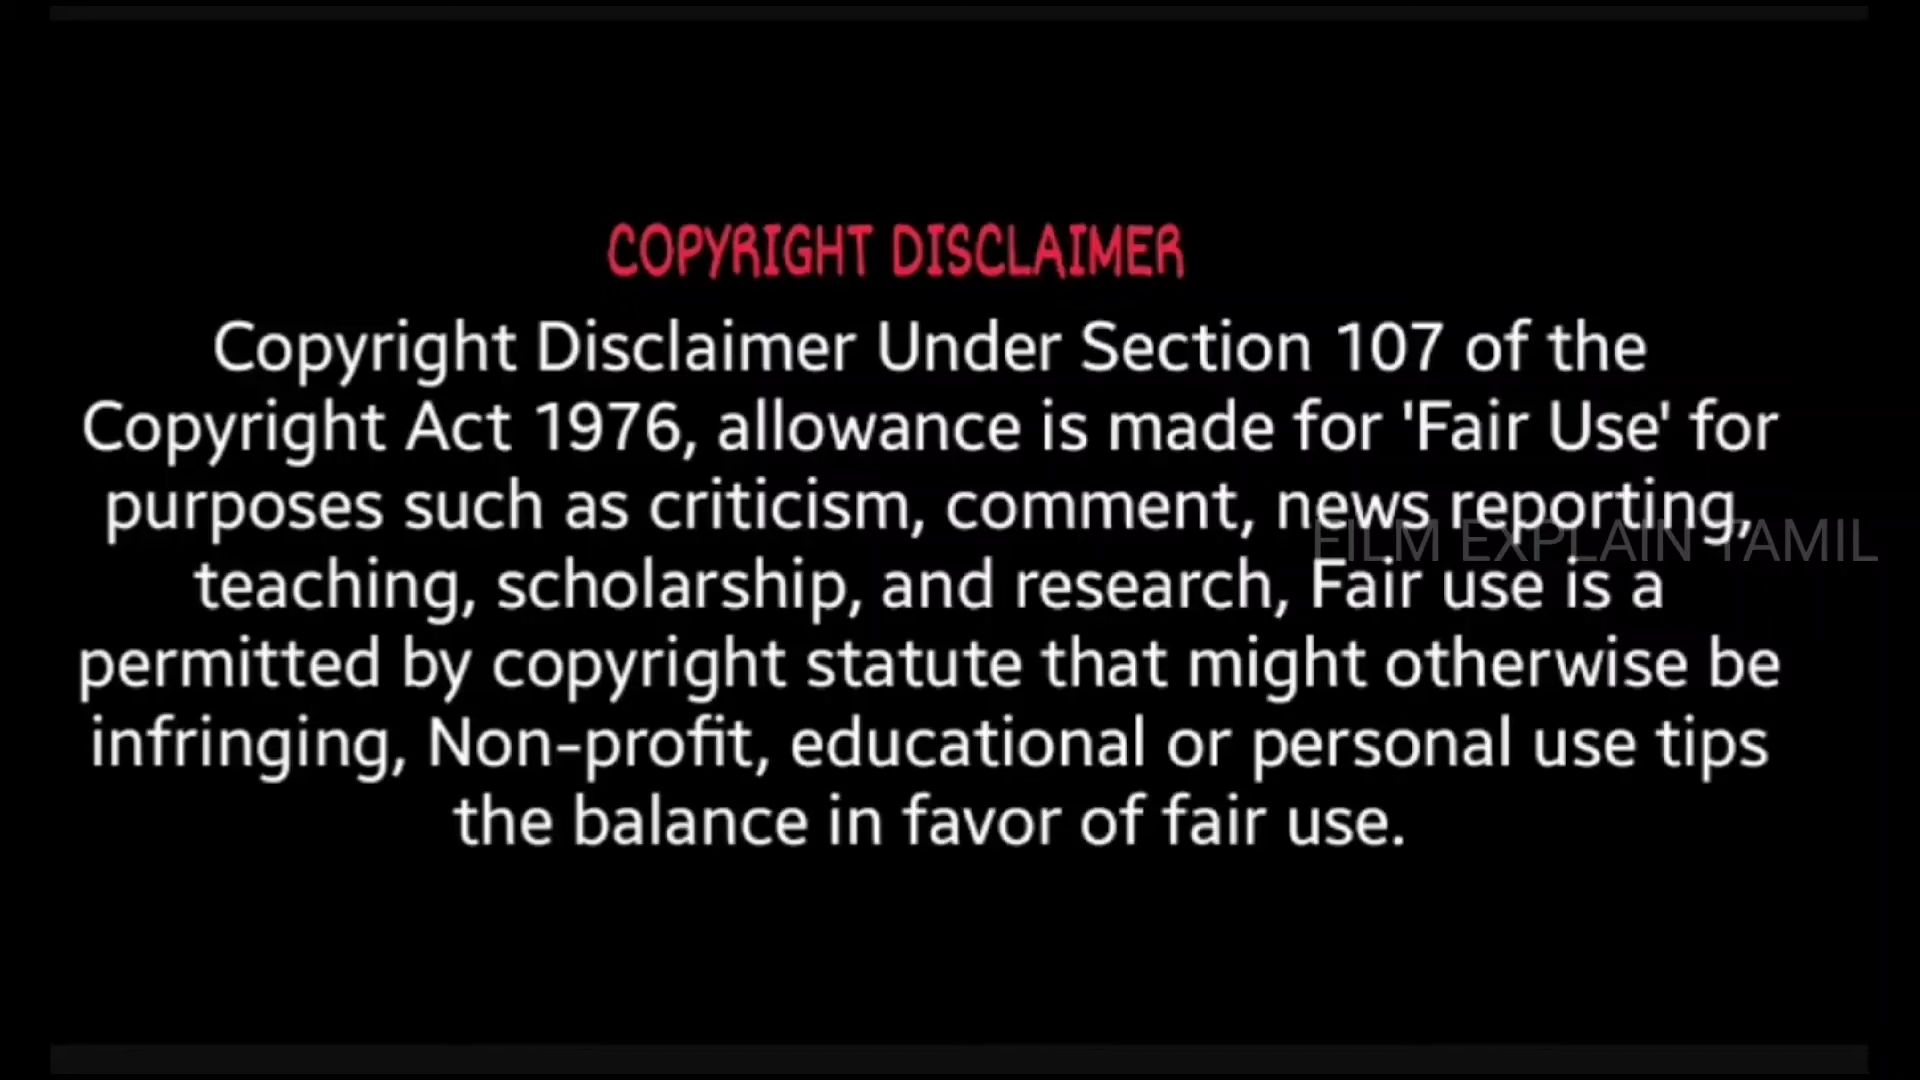 COPYRIGHT DISCLAIMER
Copyright Disclaimer Under Section 107 of the
Copyright Act 1976, allowance is made for 'Fair Use' for
purposes such as criticism, comment, news reporting,
FILM EXPLAIN TAMIL
teaching, scholarship, and research, Fair use is a
permitted by copyright statute that might otherwise be
infringing, Non-profit, educational or personal use tips
the balance in favor of fair use.